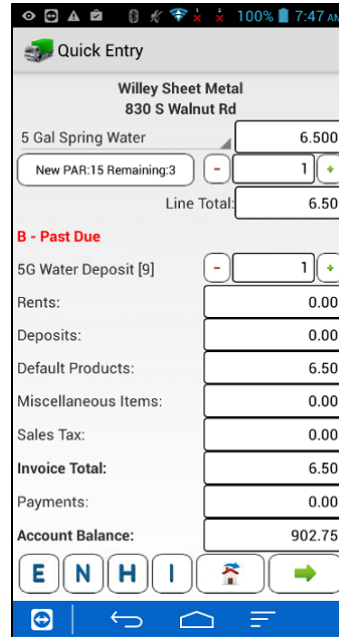 100% 7:47 AM
Quick Entry
Willey Sheet Metal
830 S Walnut Rd
5 Gal Spring Water 6.500
New PAR:15 Remaining:3 - 1 +
Line Total: 6.50
B - Past Due
5G Water Deposit [9] - 1 +
Rents: 0.00
Deposits: 0.00
Default Products: 6.50
Miscellaneous Items: 0.00
Sales Tax: 0.00
Invoice Total: 6.50
Payments: 0.00
Account Balance: 902.75
E N H I